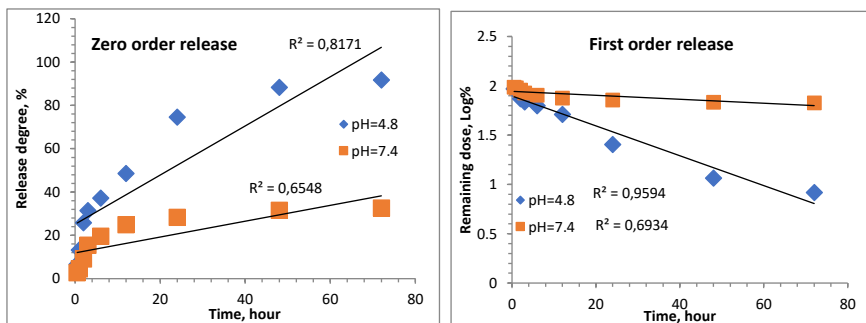 Zero order release
R² = 0,8171
120
100
80
60
40
20
0
Release degree, %
pH=4.8
pH=7.4
R² = 0,6548
0
20
40
60
80
Time, hour
First order release
2.5
2
1.5
1
0.5
0
Remaining dose, Log%
pH=4.8 R² = 0,9594
pH=7.4 R² = 0,6934
0
20
40
60
80
Time, hour